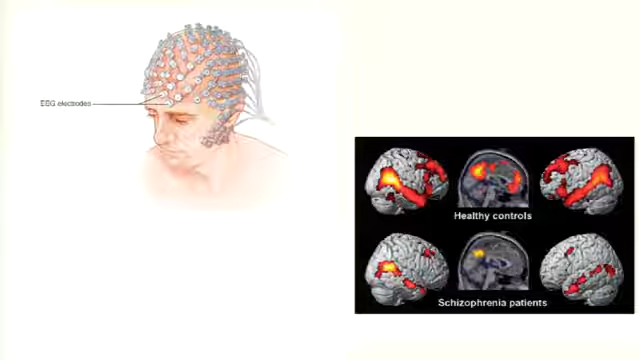 EEG electrodes
Healthy controls
Schizophrenia patients